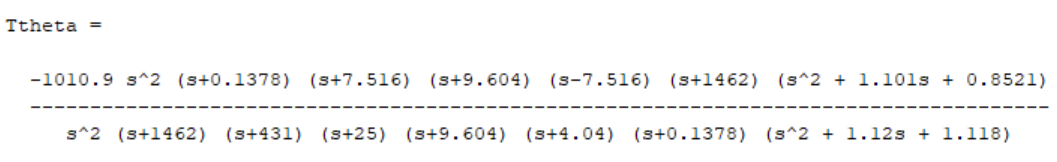 Ttheta =
-1010.9 s^2 (s+0.1378) (s+7.516) (s+9.604) (s-7.516) (s+1462) (s^2 + 1.101s + 0.8521)
---------------------------------------------------------------------------------------
s^2 (s+1462) (s+431) (s+25) (s+9.604) (s+4.04) (s+0.1378) (s^2 + 1.12s + 1.118)